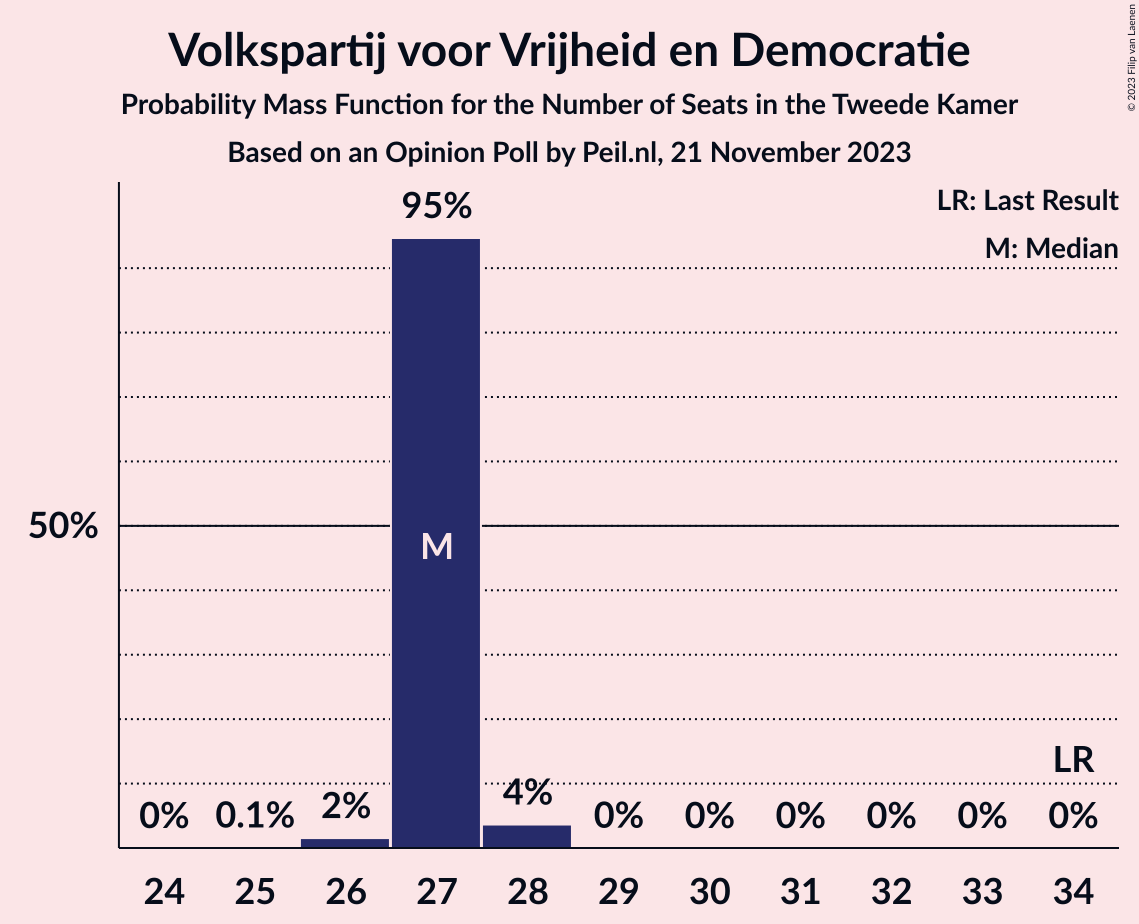 Volkspartij voor Vrijheid en Democratie
Probability Mass Function for the Number of Seats in the Tweede Kamer
Based on an Opinion Poll by Peil.nl, 21 November 2023
© 2023 Filip van Laenen
LR: Last Result
M: Median
95%
50%
M
LR
0% 0.1% 2% 4% 0% 0% 0% 0% 0% 0%
24 25 26 27 28 29 30 31 32 33 34